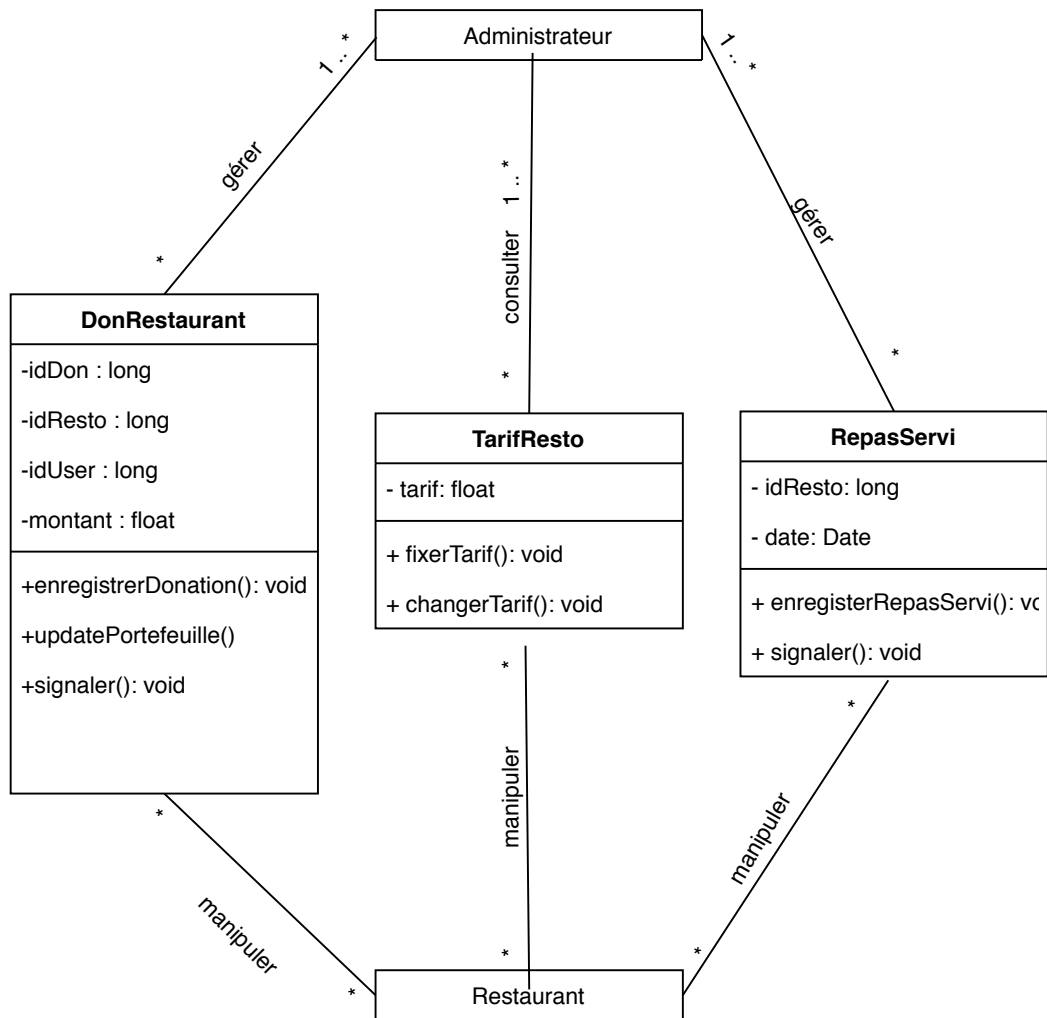 Administrateur
1 .. *
1 .. *
1 .. *
gérer
consulter
gérer
*
*
*
DonRestaurant
-idDon : long
-idResto : long
-idUser : long
-montant : float
+enregistrerDonation(): void
+updatePortefeuille()
+signaler(): void
TarifResto
- tarif: float
+ fixerTarif(): void
+ changerTarif(): void
RepasServi
- idResto: long
- date: Date
+ enregisterRepasServi(): vo
+ signaler(): void
*
*
*
manipuler
manipuler
manipuler
*
*
*
Restaurant